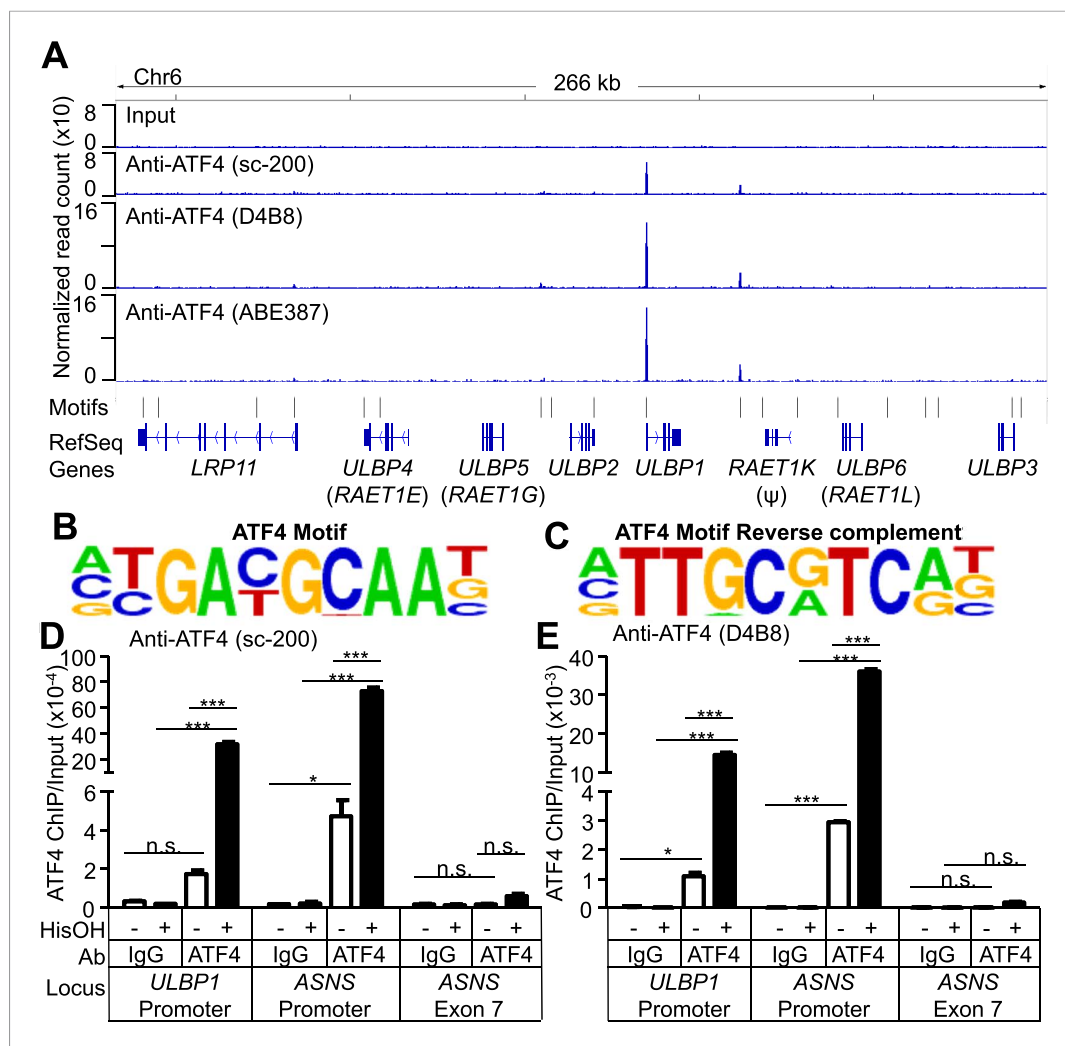 A
Chr6
266 kb
Normalized read count (x10)
8
Input
0
8
Anti-ATF4 (sc-200)
0
16
Anti-ATF4 (D4B8)
0
16
Anti-ATF4 (ABE387)
0
Motifs
RefSeq
Genes
LRP11
ULBP4
(RAET1E)
ULBP5
(RAET1G)
ULBP2
ULBP1
RAET1K
(ψ)
ULBP6
(RAET1L)
ULBP3
B
ATF4 Motif
A T G A C G C A A T
C C T G
G C
C
ATF4 Motif Reverse complement
A T T G C G T C A T
C A G G
G C
D
Anti-ATF4 (sc-200)
ATF4 ChIP/Input (x10-4)
100
80
60
40
20
6
4
2
0
n.s.
***
***
*
***
***
n.s.
n.s.
HisOH - + - + - + - + - + - +
Ab IgG ATF4 IgG ATF4 IgG ATF4
Locus
ULBP1 ASNS ASNS
Promoter Promoter Exon 7
E
Anti-ATF4 (D4B8)
ATF4 ChIP/Input (x10-3)
40
30
20
10
4
3
2
1
0
*
***
***
***
***
***
n.s.
n.s.
- + - + - + - + - + - +
IgG ATF4 IgG ATF4 IgG ATF4
ULBP1 ASNS ASNS
Promoter Promoter Exon 7